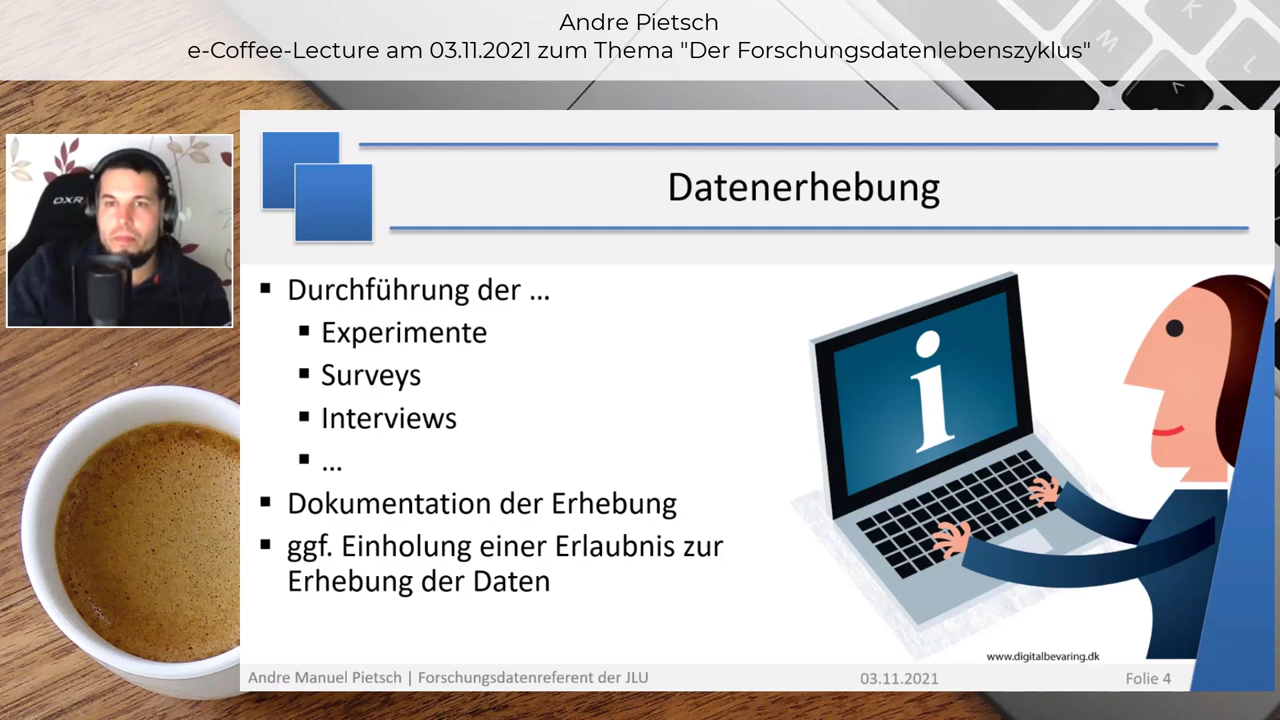 Andre Pietsch
e-Coffee-Lecture am 03.11.2021 zum Thema "Der Forschungsdatenlebenszyklus"
DXR
Datenerhebung
▪ Durchführung der ...
▪ Experimente
▪ Surveys
▪ Interviews
▪ ...
▪ Dokumentation der Erhebung
▪ ggf. Einholung einer Erlaubnis zur
Erhebung der Daten
i
www.digitalbevaring.dk
Andre Manuel Pietsch | Forschungsdatenreferent der JLU
03.11.2021
Folie 4